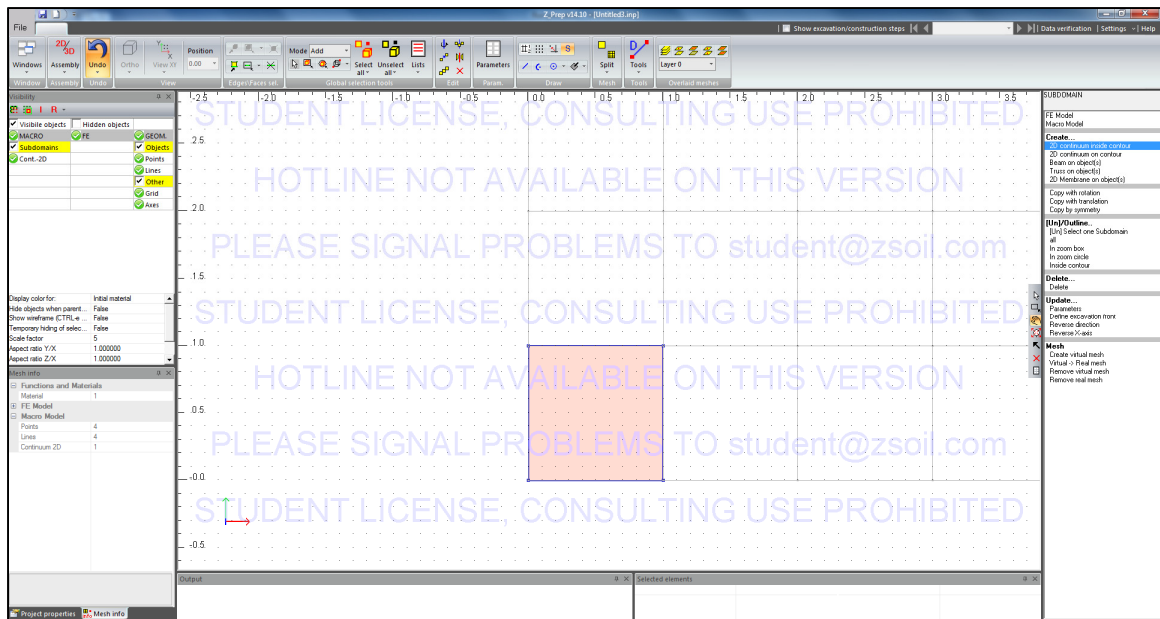 Z_Prep v14.10 - [Untitled3.inp]
File
Show excavation/construction steps
Data verification | Settings | Help
Windows
2D/3D
Assembly
Undo
Ortho
View XY
Position
0.00
Mode Add
Select all
Unselect all
Lists
Parameters
Split
Tools
Layer 0
Window
Assembly
Undo
View
Edges\Faces sel.
Global selection tools
Edit
Param.
Draw
Mesh
Tools
Overlaid meshes
Visibility
Visibile objects
Hidden objects
MACRO
FE
GEOM.
Subdomains
Objects
Cont.-2D
Points
Lines
Other
Grid
Axes
Display color for: Initial material
Hide objects when parent... False
Show wireframe (CTRL-e ... False
Temporary hiding of selec... False
Scale factor 5
Aspect ratio Y/X 1.000000
Aspect ratio Z/X 1.000000
Mesh info
Functions and Materials
Material 1
FE Model
Macro Model
Points 4
Lines 4
Continuum 2D 1
Project properties
Mesh info
-2.5 -2.0 -1.5 -1.0 -0.5 0.0 0.5 1.0 1.5 2.0 2.5 3.0 3.5
2.5
2.0
1.5
1.0
0.5
-0.0
-0.5
STUDENT LICENSE, CONSULTING USE PROHIBITED
HOTLINE NOT AVAILABLE ON THIS VERSION
PLEASE SIGNAL PROBLEMS TO student@zsoil.com
STUDENT LICENSE, CONSULTING USE PROHIBITED
HOTLINE NOT AVAILABLE ON THIS VERSION
PLEASE SIGNAL PROBLEMS TO student@zsoil.com
STUDENT LICENSE, CONSULTING USE PROHIBITED
Output
Selected elements
SUBDOMAIN
FE Model
Macro Model
Create...
2D continuum inside contour
2D continuum on contour
Beam on object(s)
Truss on object(s)
2D Membrane on object(s)
Copy with rotation
Copy with translation
Copy by symmetry
[Un]/Outline..
[Un] Select one Subdomain
all
In zoom box
In zoom circle
Inside contour
Delete...
Delete
Update...
Parameters
Define excavation front
Reverse direction
Reverse X-axis
Mesh
Create virtual mesh
Virtual -> Real mesh
Remove virtual mesh
Remove real mesh